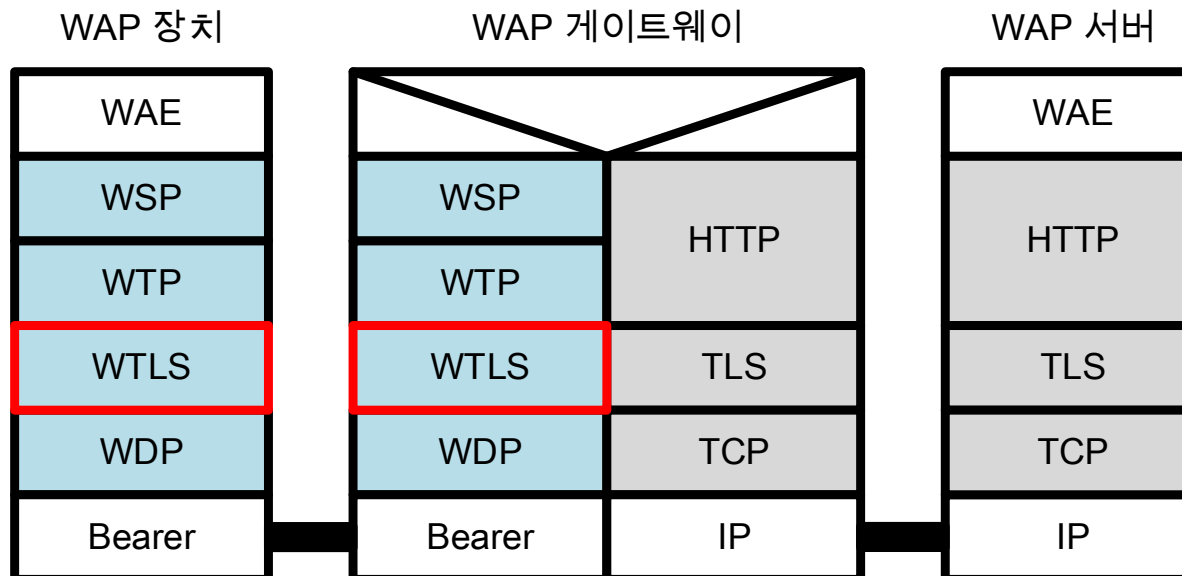 WAP 장치
WAP 게이트웨이
WAP 서버
WAE
WSP
WTP
WTLS
WDP
Bearer
WSP
WTP
WTLS
WDP
Bearer
HTTP
TLS
TCP
IP
WAE
HTTP
TLS
TCP
IP